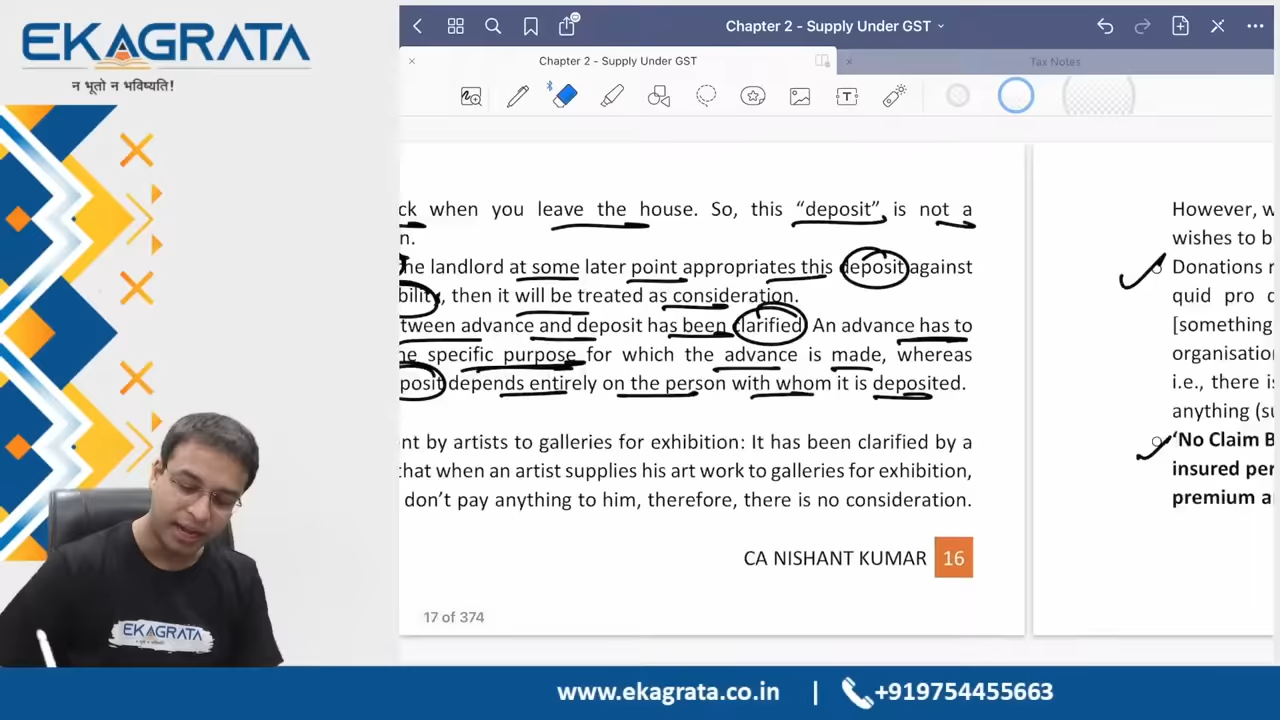 EKAGRATA
न भूतो न भविष्यति!
Chapter 2 - Supply Under GST
Chapter 2 - Supply Under GST
Tax Notes
ck when you leave the house. So, this “deposit”, is not a
n.
he landlord at some later point appropriates this deposit against
bility, then it will be treated as consideration.
tween advance and deposit has been clarified. An advance has to
he specific purpose for which the advance is made, whereas
posit depends entirely on the person with whom it is deposited.
nt by artists to galleries for exhibition: It has been clarified by a
that when an artist supplies his art work to galleries for exhibition,
don’t pay anything to him, therefore, there is no consideration.
CA NISHANT KUMAR 16
17 of 374
However, w
wishes to b
Donations r
quid pro q
[something
organisatio
i.e., there is
anything (su
‘No Claim B
insured per
premium a
EKAGRATA
www.ekagrata.co.in | +919754455663